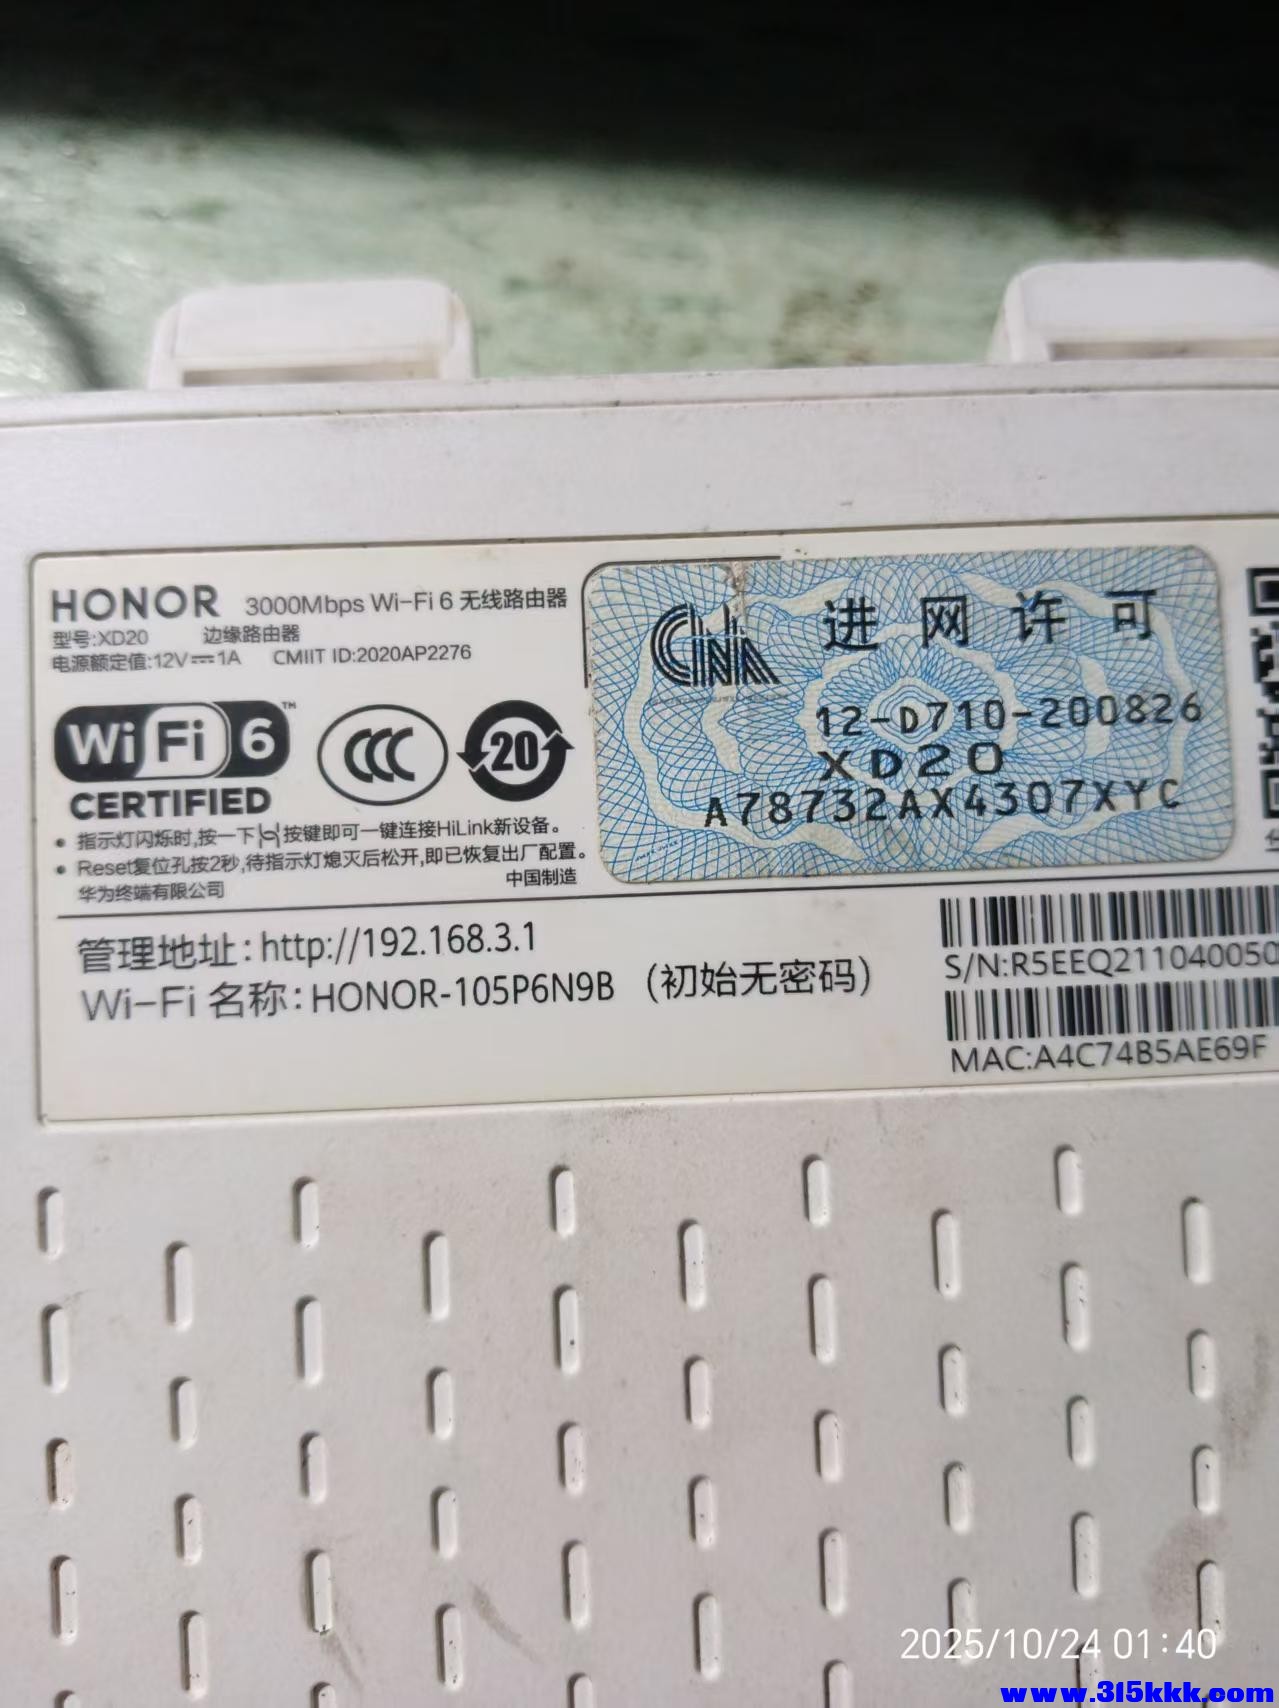 HONOR 3000Mbps Wi-Fi 6 无线路由器
型号:XD20 边缘路由器
电源额定值:12V⎓1A CMIIT ID:2020AP2276
Wi Fi 6™
CERTIFIED
CCC
20
• 指示灯闪烁时,按一下 按键即可一键连接HiLink新设备。
• Reset复位孔按2秒,待指示灯熄灭后松开,即已恢复出厂配置。
华为终端有限公司 中国制造
CNA 进网许可
12-D710-200826
XD20
A78732AX4307XYC
管理地址:http://192.168.3.1
Wi-Fi 名称:HONOR-105P6N9B (初始无密码)
S/N:R5EEQ211040050
MAC:A4C74B5AE69F
2025/10/24 01:40
www.315kkk.com